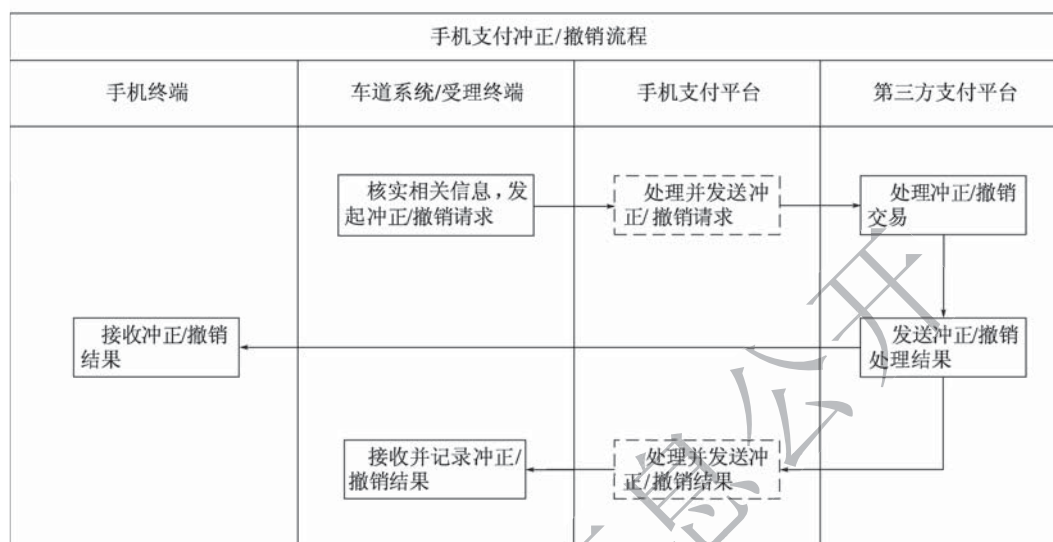 手机支付冲正/撤销流程
手机终端
车道系统/受理终端
手机支付平台
第三方支付平台
核实相关信息，发
起冲正/撤销请求
处理并发送冲
正/撤销请求
处理冲正/撤销
交易
接收冲正/撤销
结果
发送冲正/撤销
处理结果
接收并记录冲正/
撤销结果
处理并发送冲
正/撤销结果
息公开